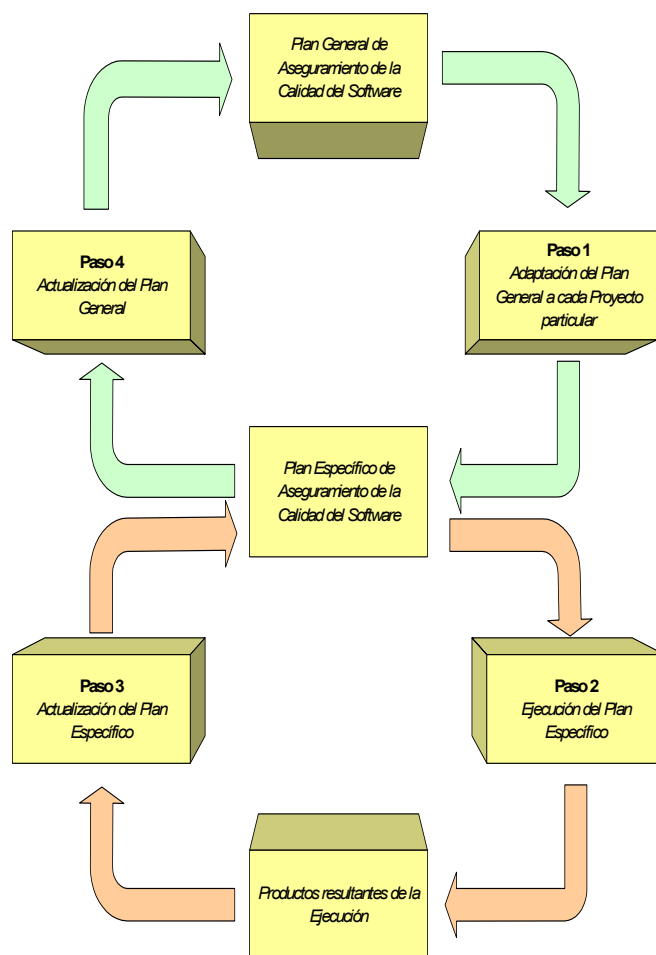 Plan General de
Aseguramiento de la
Calidad del Software
Paso 4
Actualización del Plan
General
Paso 1
Adaptación del Plan
General a cada Proyecto
particular
Plan Específico de
Aseguramiento de la
Calidad del Software
Paso 3
Actualización del Plan
Específico
Paso 2
Ejecución del Plan
Específico
Productos resultantes de la
Ejecución